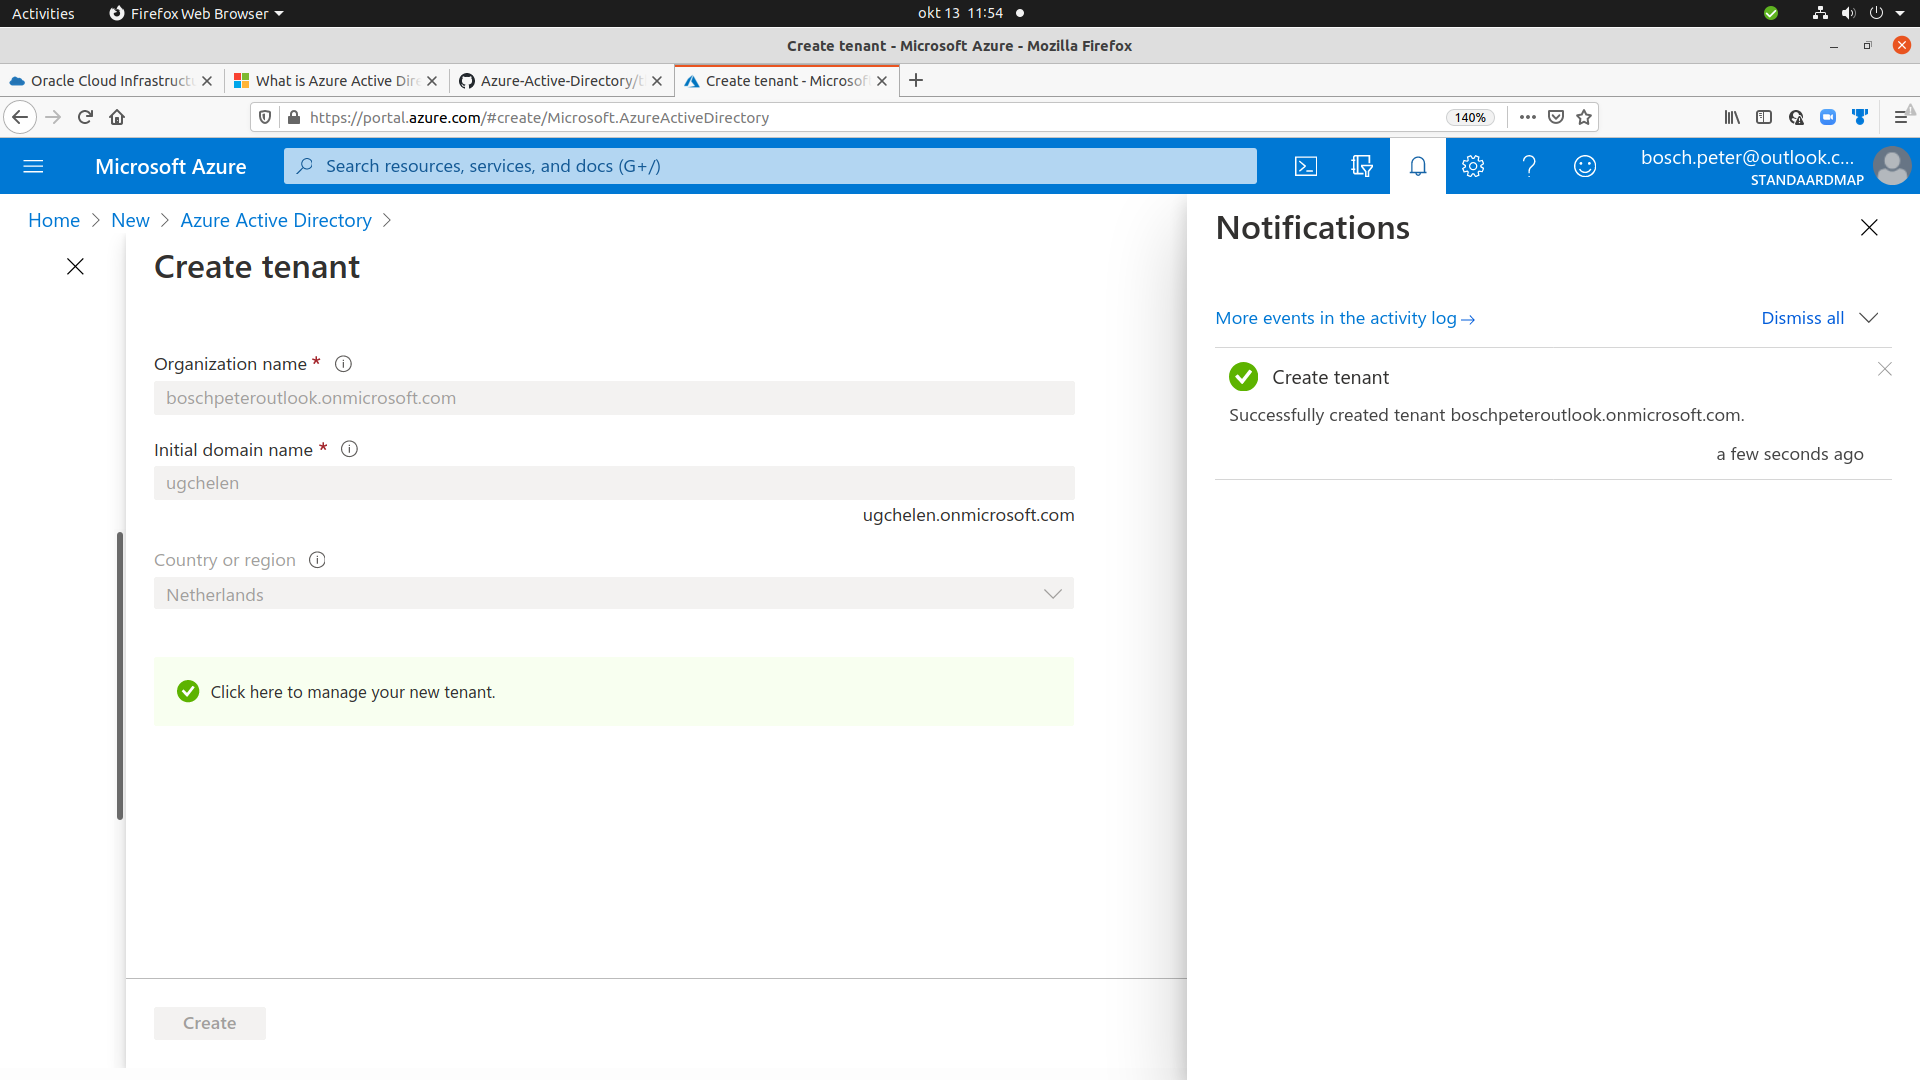 Activities
Firefox Web Browser
okt 13 11:54
Create tenant - Microsoft Azure - Mozilla Firefox
Oracle Cloud Infrastruct
What is Azure Active Dire
Azure-Active-Directory/
Create tenant - Microsof
https://portal.azure.com/#create/Microsoft.AzureActiveDirectory
140%
Microsoft Azure
Search resources, services, and docs (G+/)
bosch.peter@outlook.c...
STANDAARDMAP
Home
New
Azure Active Directory
Create tenant
Organization name *
boschpeteroutlook.onmicrosoft.com
Initial domain name *
ugchelen
ugchelen.onmicrosoft.com
Country or region
Netherlands
Click here to manage your new tenant.
Create
Notifications
More events in the activity log →
Dismiss all
Create tenant
Successfully created tenant boschpeteroutlook.onmicrosoft.com.
a few seconds ago